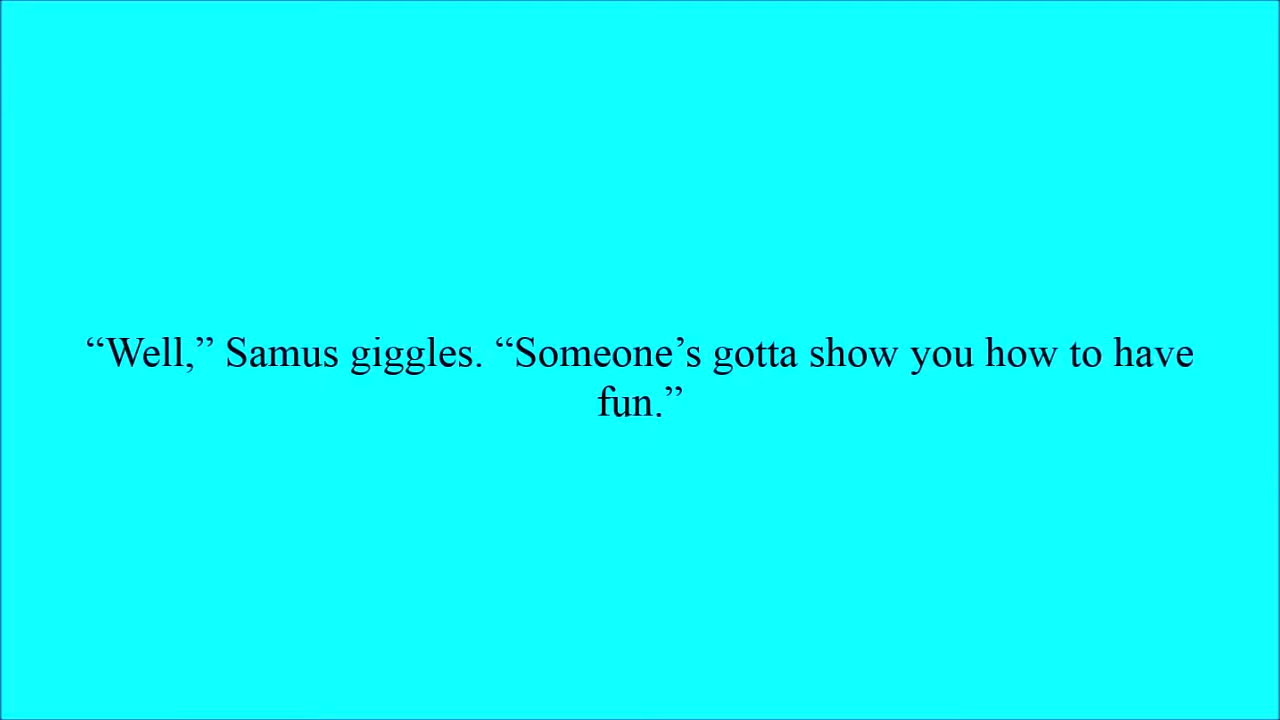 “Well,” Samus giggles. “Someone’s gotta show you how to have
fun.”